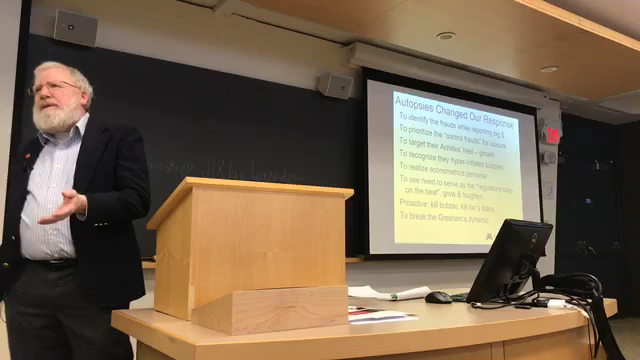 Autopsies Changed Our Response
To identify the frauds while reporting big $
To prioritize the "control frauds" for closure
To target their Achilles' heel – growth
To recognize they hyper-inflated bubbles
To realize econometrics perverse
To see need to serve as the "regulatory cops
on the beat", grow & toughen
Proactive: kill bubble, kill liar's loans
To break the Gresham's dynamic
EXIT